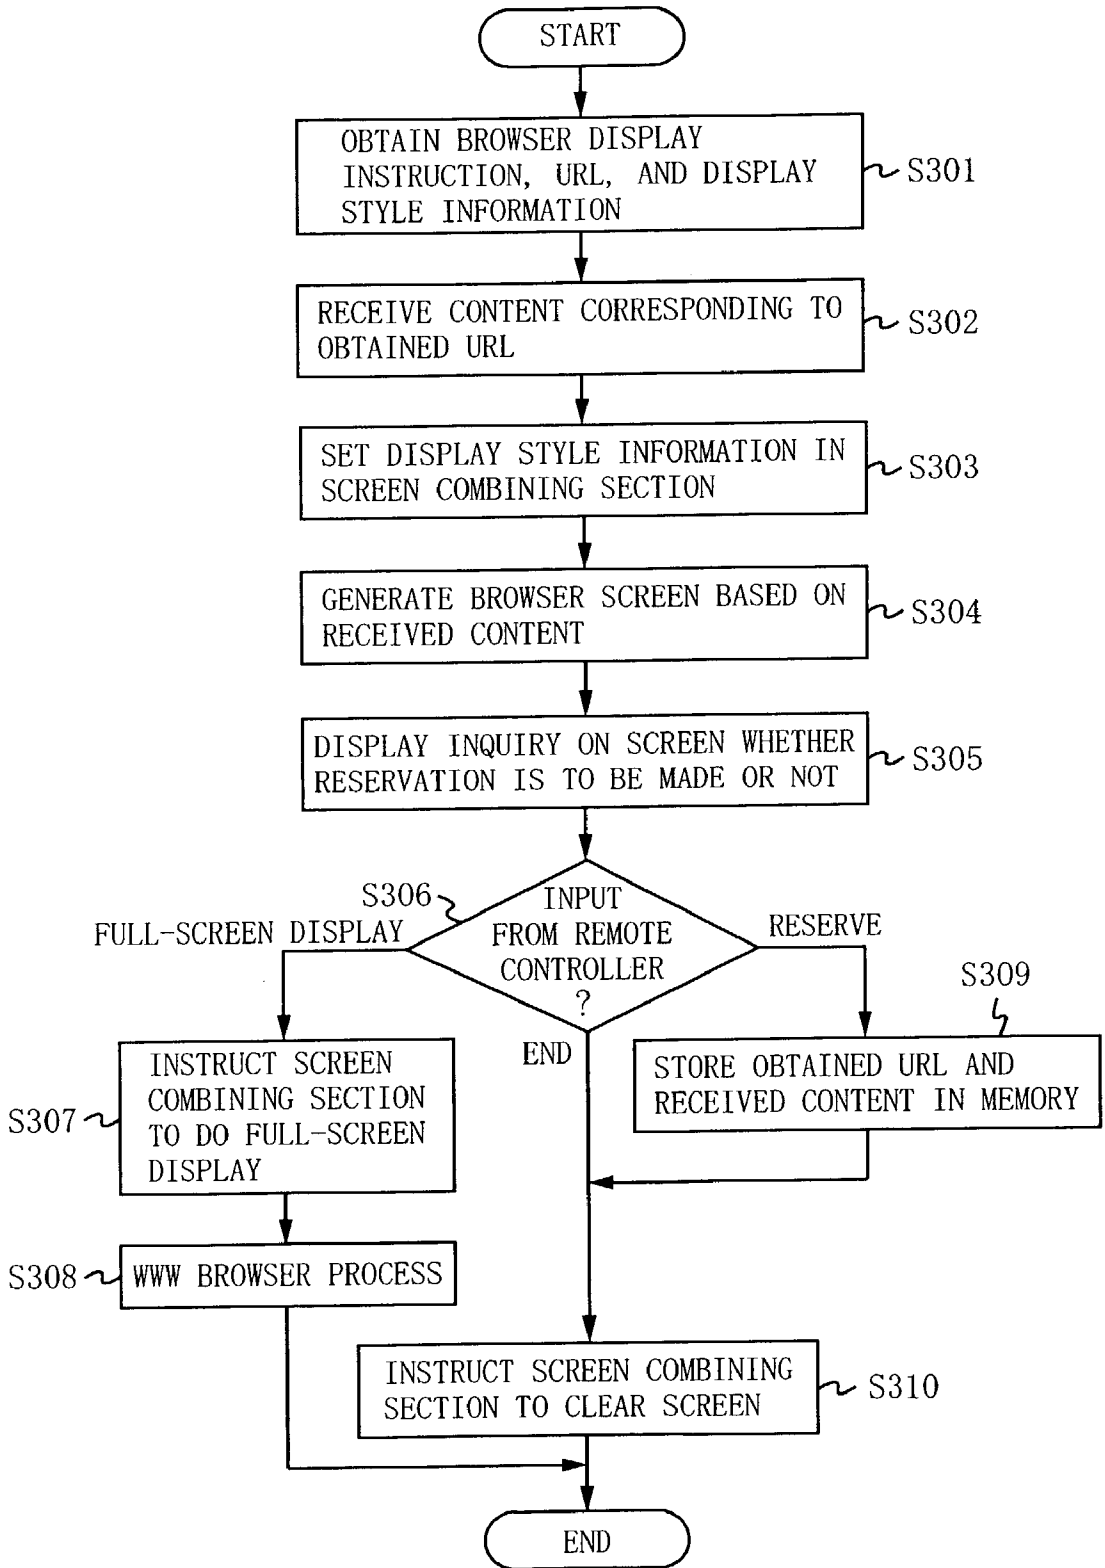 START
OBTAIN BROWSER DISPLAY
INSTRUCTION, URL, AND DISPLAY
STYLE INFORMATION
S301
RECEIVE CONTENT CORRESPONDING TO
OBTAINED URL
S302
SET DISPLAY STYLE INFORMATION IN
SCREEN COMBINING SECTION
S303
GENERATE BROWSER SCREEN BASED ON
RECEIVED CONTENT
S304
DISPLAY INQUIRY ON SCREEN WHETHER
RESERVATION IS TO BE MADE OR NOT
S305
S306
INPUT
FROM REMOTE
CONTROLLER
?
FULL-SCREEN DISPLAY
RESERVE
END
S309
STORE OBTAINED URL AND
RECEIVED CONTENT IN MEMORY
INSTRUCT SCREEN
COMBINING SECTION
TO DO FULL-SCREEN
DISPLAY
S307
S308
WWW BROWSER PROCESS
INSTRUCT SCREEN COMBINING
SECTION TO CLEAR SCREEN
S310
END